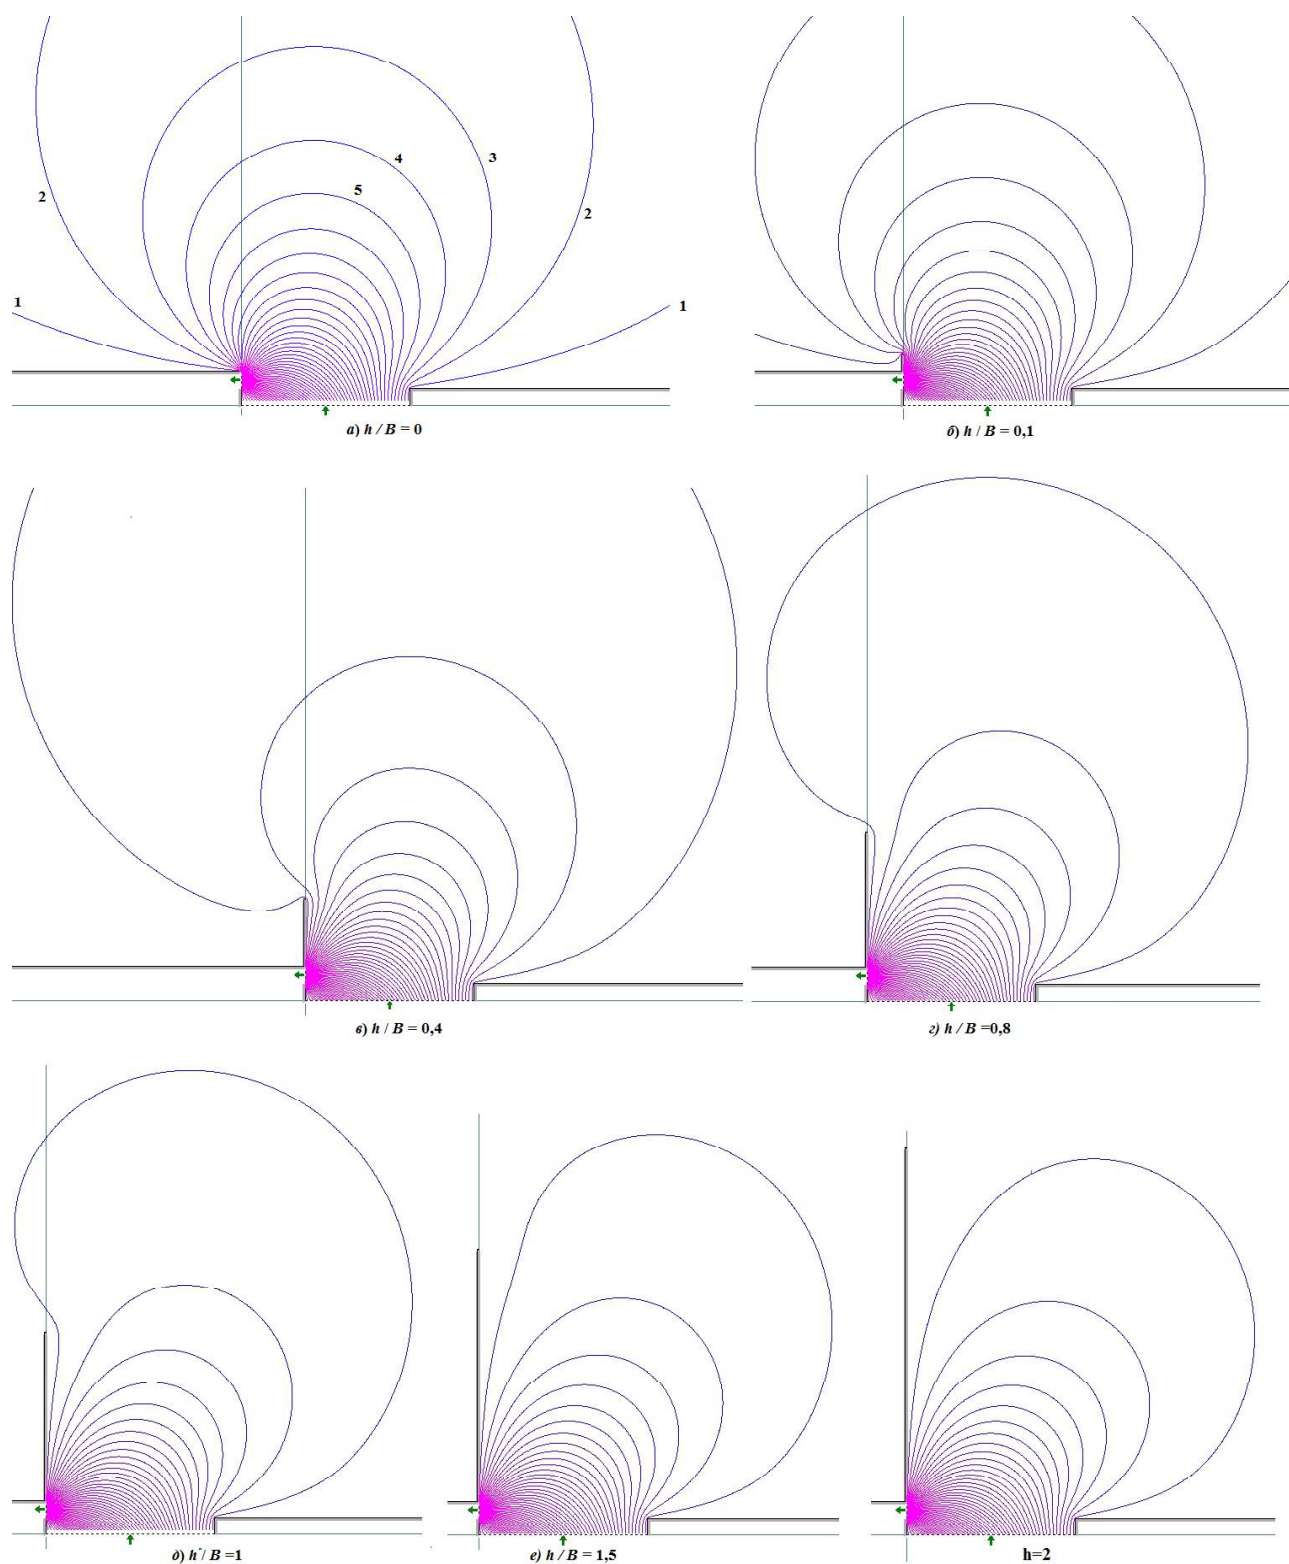 4
3
5
2
2
1
1
а) h / B = 0
б) h / B = 0,1
в) h / B = 0,4
г) h / B =0,8
д) h / B =1
е) h / B = 1,5
h=2